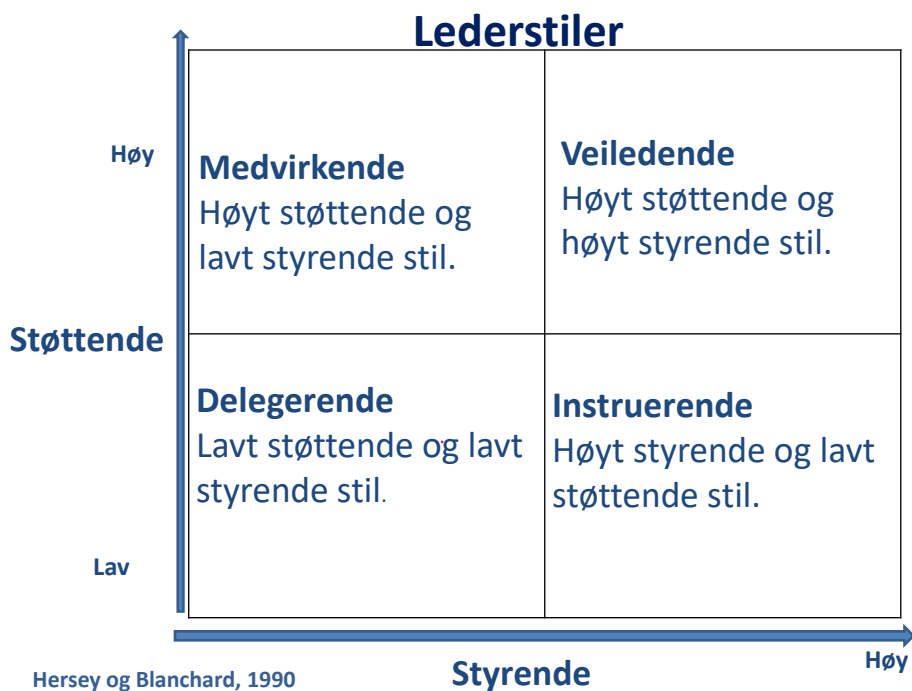 Lederstiler
Høy
Medvirkende
Høyt støttende og
lavt styrende stil.
Veiledende
Høyt støttende og
høyt styrende stil.
Støttende
Delegerende
Lavt støttende og lavt
styrende stil.
Instruerende
Høyt styrende og lavt
støttende stil.
Lav
Høy
Styrende
Hersey og Blanchard, 1990